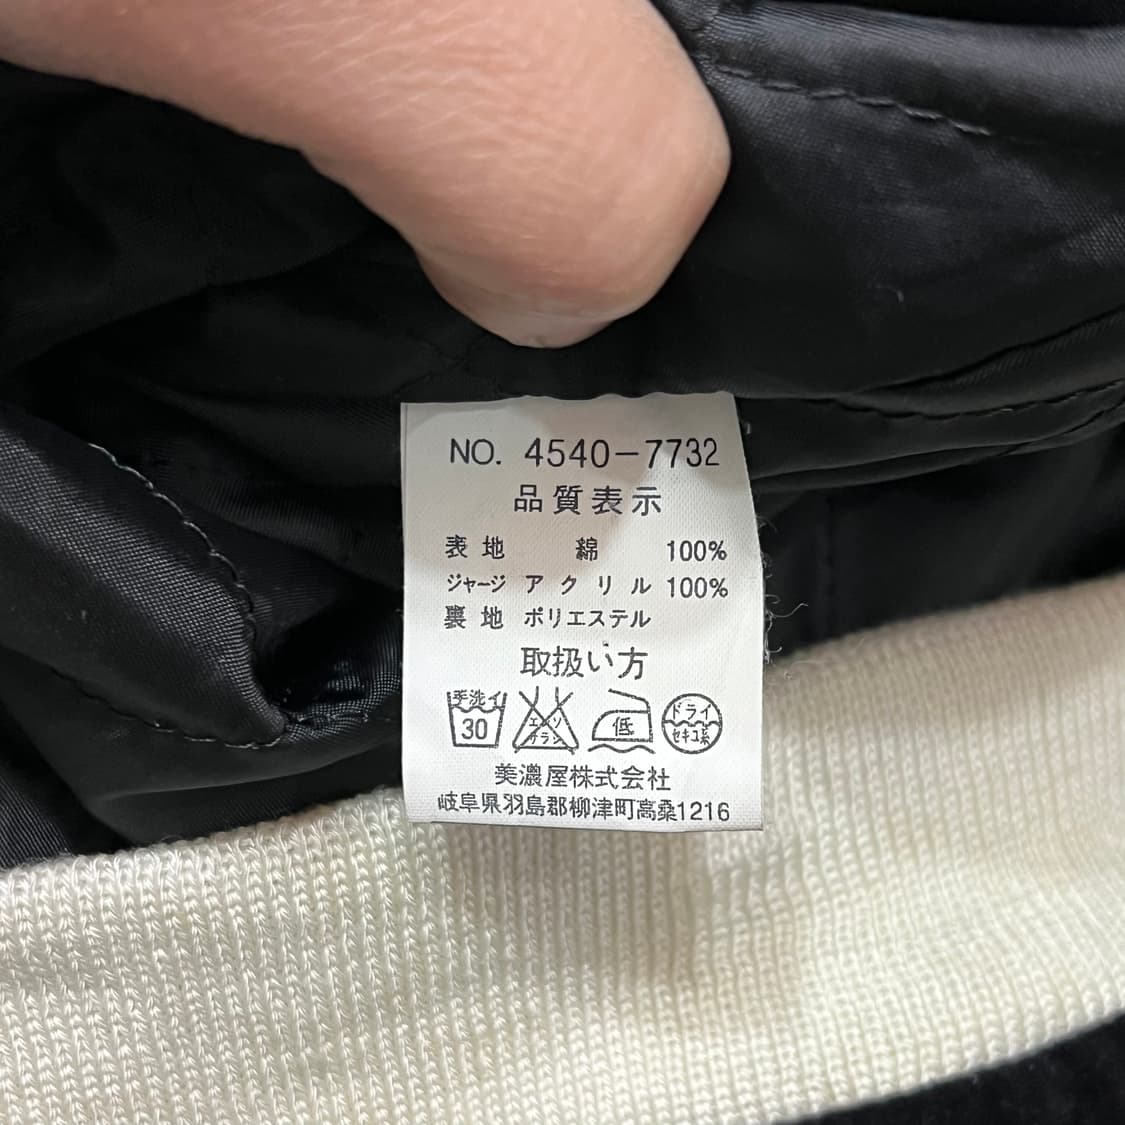 NO. 4540-7732
品質表示
表地 綿 100%
ジャージ アクリル 100%
裏地 ポリエステル
取扱い方
手洗イ 30
エンソ サラシ
低
ドライ セキユ系
美濃屋株式会社
岐阜県羽島郡柳津町高桑1216